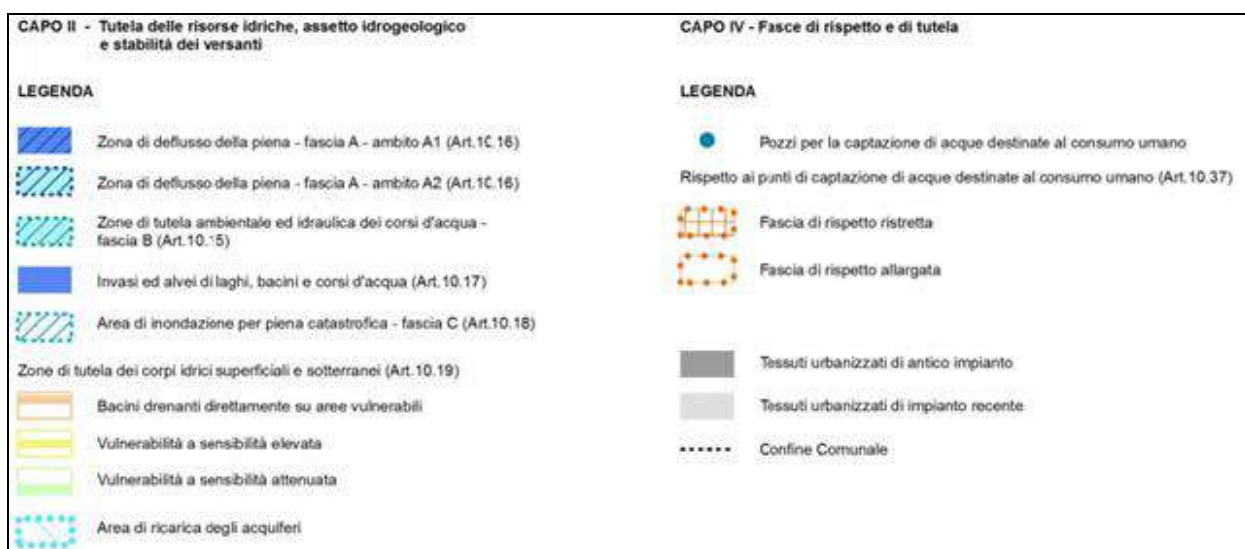 CAPO II - Tutela delle risorse idriche, assetto idrogeologico
e stabilità dei versanti
LEGENDA
Zona di deflusso della piena - fascia A - ambito A1 (Art.10.16)
Zona di deflusso della piena - fascia A - ambito A2 (Art.10.16)
Zone di tutela ambientale ed idraulica dei corsi d'acqua -
fascia B (Art.10.15)
Invasi ed alvei di laghi, bacini e corsi d'acqua (Art.10.17)
Area di inondazione per piena catastrofica - fascia C (Art.10.18)
Zone di tutela dei corpi idrici superficiali e sotterranei (Art.10.19)
Bacini drenanti direttamente su aree vulnerabili
Vulnerabilità a sensibilità elevata
Vulnerabilità a sensibilità attenuata
Area di ricarica degli acquiferi
CAPO IV - Fasce di rispetto e di tutela
LEGENDA
Pozzi per la captazione di acque destinate al consumo umano
Rispetto ai punti di captazione di acque destinate al consumo umano (Art.10.37)
Fascia di rispetto ristretta
Fascia di rispetto allargata
Tessuti urbanizzati di antico impianto
Tessuti urbanizzati di impianto recente
Confine Comunale